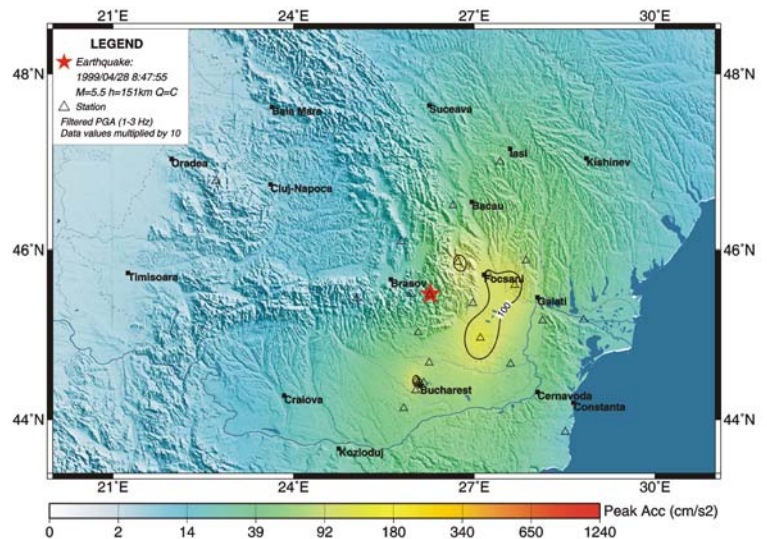 21˚E 24˚E 27˚E 30˚E
LEGEND
Earthquake:
1999/04/28 8:47:55
M=5.5 h=151km Q=C
Station
Filtered PGA (1-3 Hz)
Data values multiplied by 10
48˚N 48˚N
Suceava
Baia Mara
Iasi
Oradea
Kishinev
Cluj-Napoca
Bacau
46˚N 46˚N
Timisoara
Brasov
Focsani
Galati
100
Bucharest
Craiova
Cernavoda
Constanta
44˚N 44˚N
Kozloduj
21˚E 24˚E 27˚E 30˚E
Peak Acc (cm/s2)
0 2 14 39 92 180 340 650 1240